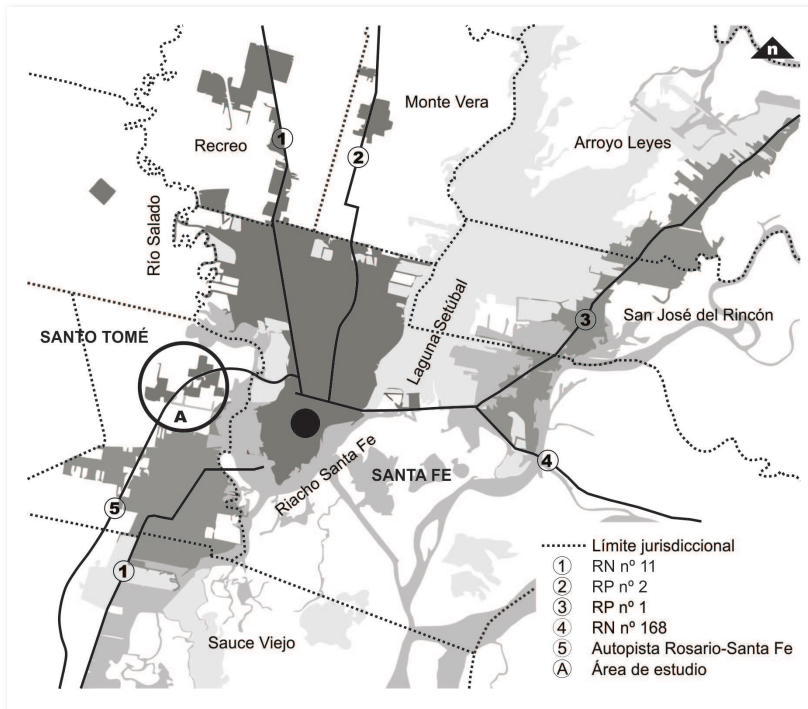 n
Monte Vera
Arroyo Leyes
1
2
Recreo
Río Salado
Laguna Setúbal
San José del Rincón
3
SANTO TOMÉ
A
Riacho Santa Fe
SANTA FE
4
5
1
Sauce Viejo
Límite jurisdiccional
1 RN nº 11
2 RP nº 2
3 RP nº 1
4 RN nº 168
5 Autopista Rosario-Santa Fe
A Área de estudio